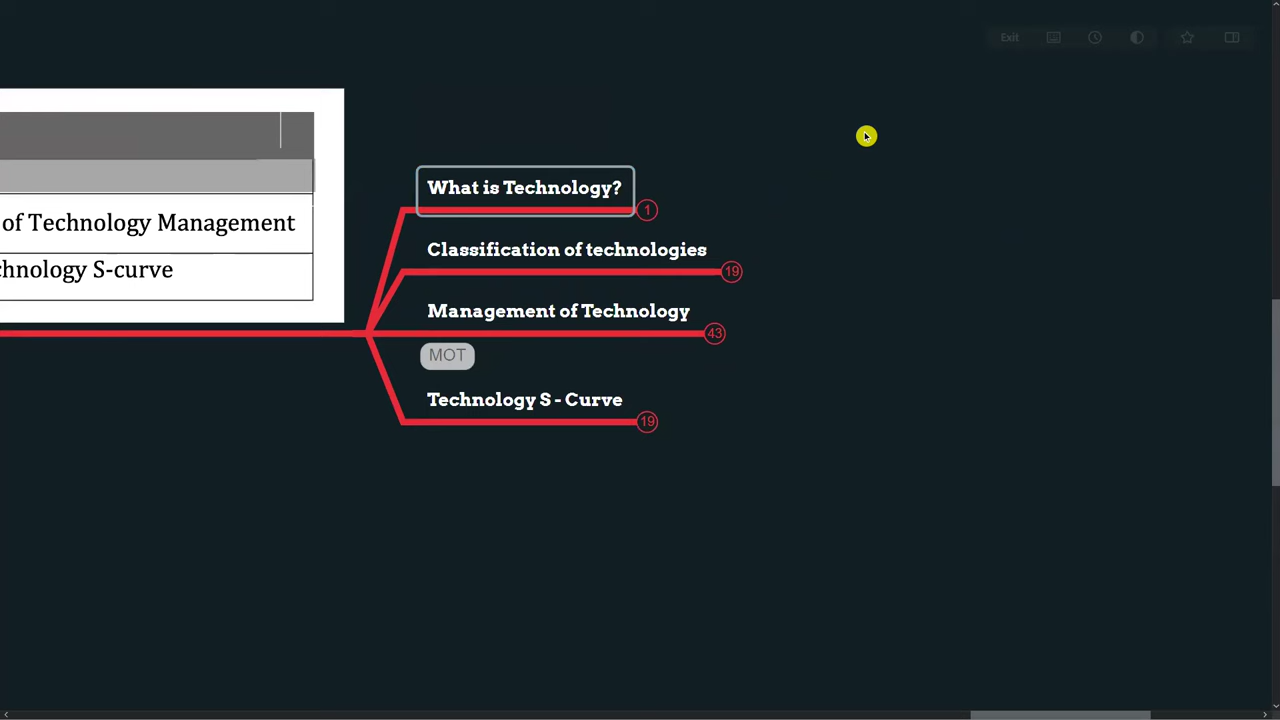 Exit
of Technology Management
chnology S-curve
What is Technology?
1
Classification of technologies
19
Management of Technology
43
MOT
Technology S - Curve
19